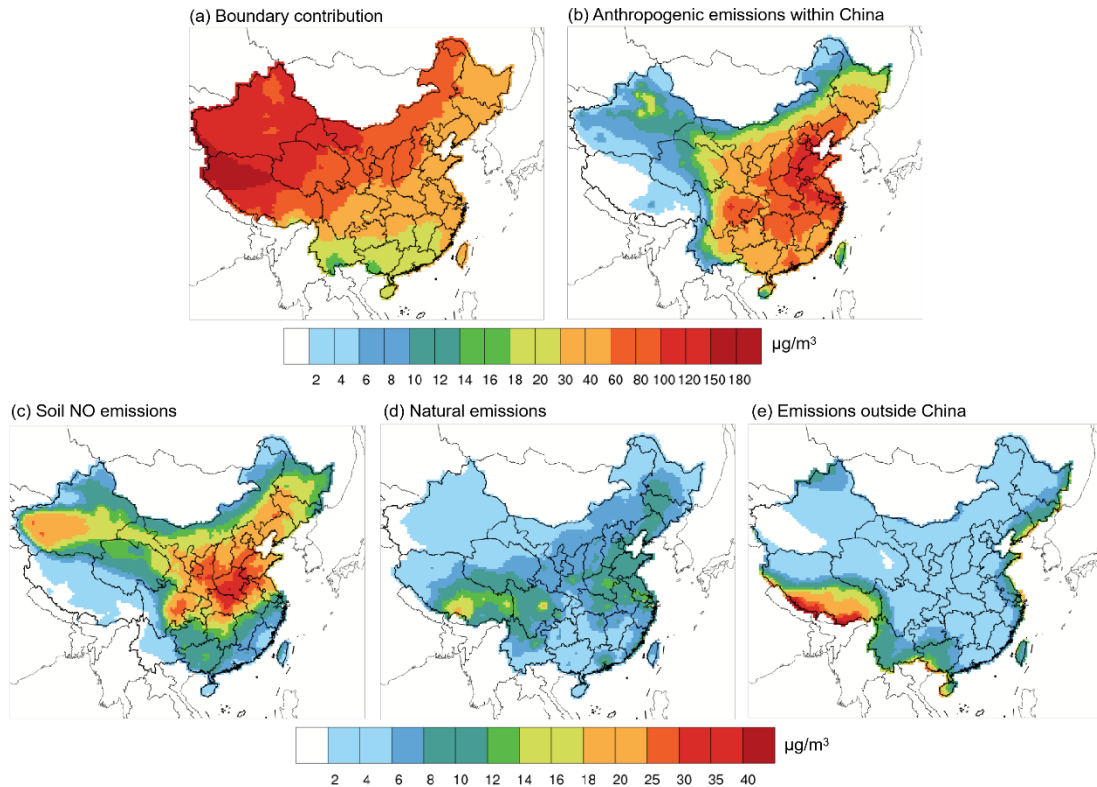 (a) Boundary contribution
(b) Anthropogenic emissions within China
2 4 6 8 10 12 14 16 18 20 30 40 60 80 100 120 150 180
µg/m³
(c) Soil NO emissions
(d) Natural emissions
(e) Emissions outside China
2 4 6 8 10 12 14 16 18 20 25 30 35 40
µg/m³